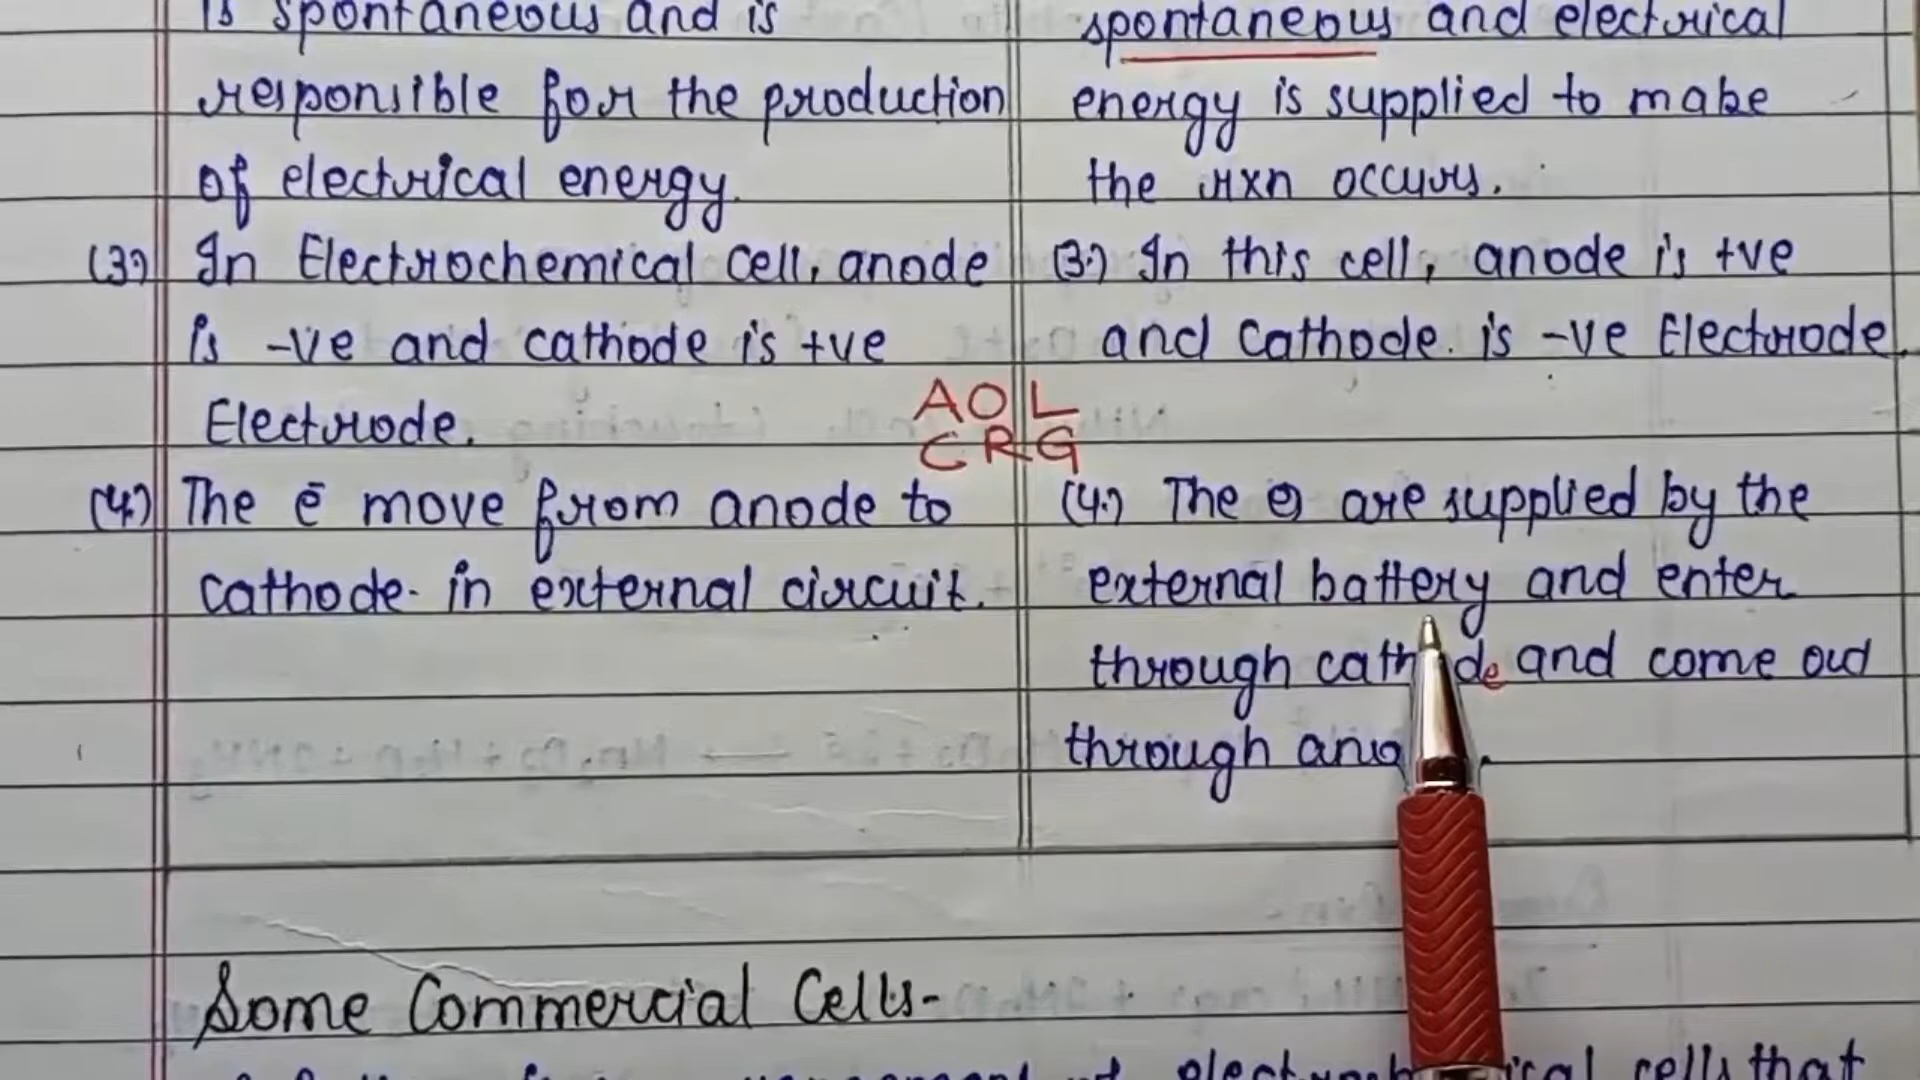 is spontaneous and is
responsible for the production
of electrical energy.
(3.) In Electrochemical cell, anode
is -ve and cathode is +ve
Electrode.
(4.) The e̅ move from anode to
cathode in external circuit.
spontaneous and electrical
energy is supplied to make
the rxn occurs.
(3.) In this cell, anode is +ve
and Cathode. is -ve Electrode.
(4.) The are supplied by the
external battery and enter
through and come out
through
A O L
C R G
Some Commercial Cells-
cells that